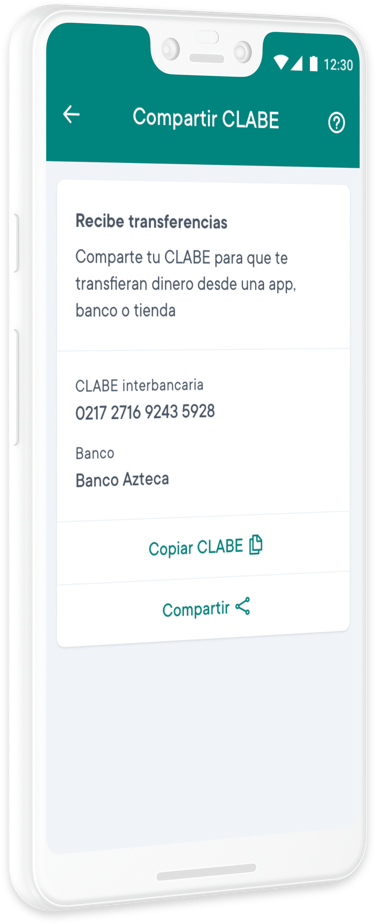 12:30
Compartir CLABE
Recibe transferencias
Comparte tu CLABE para que te
transfieran dinero desde una app,
banco o tienda
CLABE interbancaria
0217 2716 9243 5928
Banco
Banco Azteca
Copiar CLABE
Compartir